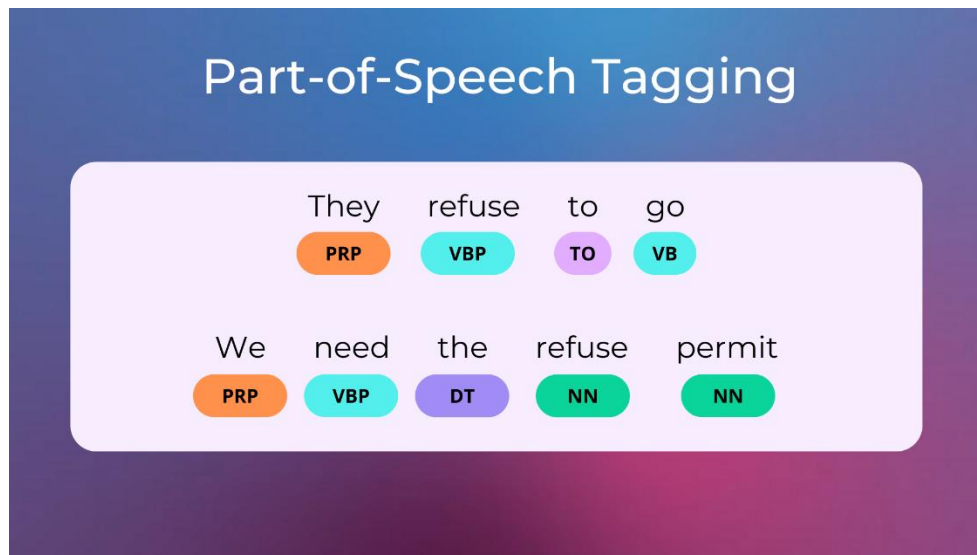 Part-of-Speech Tagging
They refuse to go
PRP VBP TO VB
We need the refuse permit
PRP VBP DT NN NN